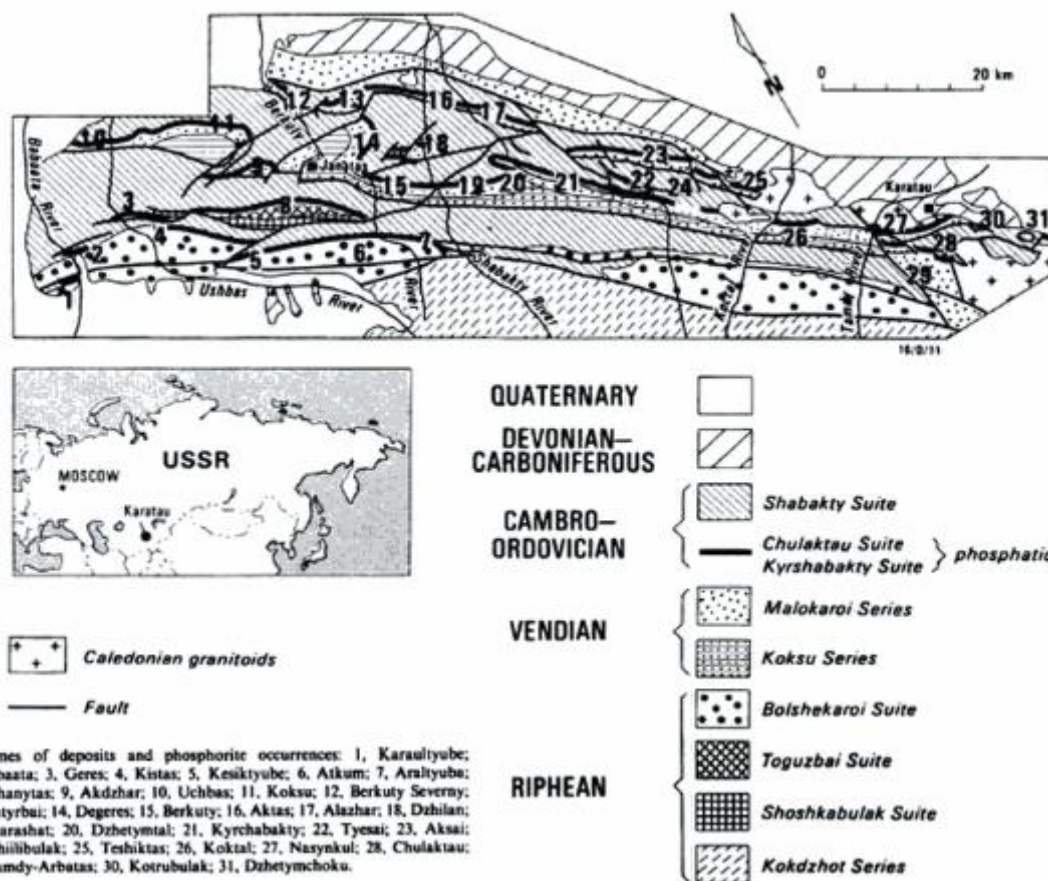 0 20 km
N
12 13 16 17
Berkuty
10 11 14 18 23
9 Janatas
15 19 20 21 22 24 25
Karatau
3 8 26 27 30 31
2 4 5 6 7 28
29
1
Ushbas River
River
Shabakty River
River
River
16/0/11
QUATERNARY
DEVONIAN–
CARBONIFEROUS
USSR
MOSCOW
Karatau
CAMBRO–
ORDOVICIAN
Shabakty Suite
Chulaktau Suite
Kyrshabakty Suite } phosphatic
VENDIAN
Malokaroi Series
Koksu Series
Caledonian granitoids
Fault
RIPHEAN
Bolshekaroi Suite
Toguzbai Suite
Shoshkabulak Suite
Kokdzhot Series
nes of deposits and phosphorite occurrences: 1, Karaultyube;
baata; 3, Geres; 4, Kistas; 5, Kesiktyube; 6, Atkum; 7, Araltyuba;
hanytas; 9, Akdzhar; 10, Uchbas; 11, Koksu; 12, Berkuty Severny;
tyrbai; 14, Degeres; 15, Berkuty; 16, Aktas; 17, Alazhar; 18, Dzhilan;
arashat; 20, Dzhetymtal; 21, Kyrchabakty; 22, Tyesai; 23, Aksai;
hiilibulak; 25, Teshiktas; 26, Koktal; 27, Nasynkul; 28, Chulaktau;
amdy-Arbatas; 30, Kotrubulak; 31, Dzhetymchoku.